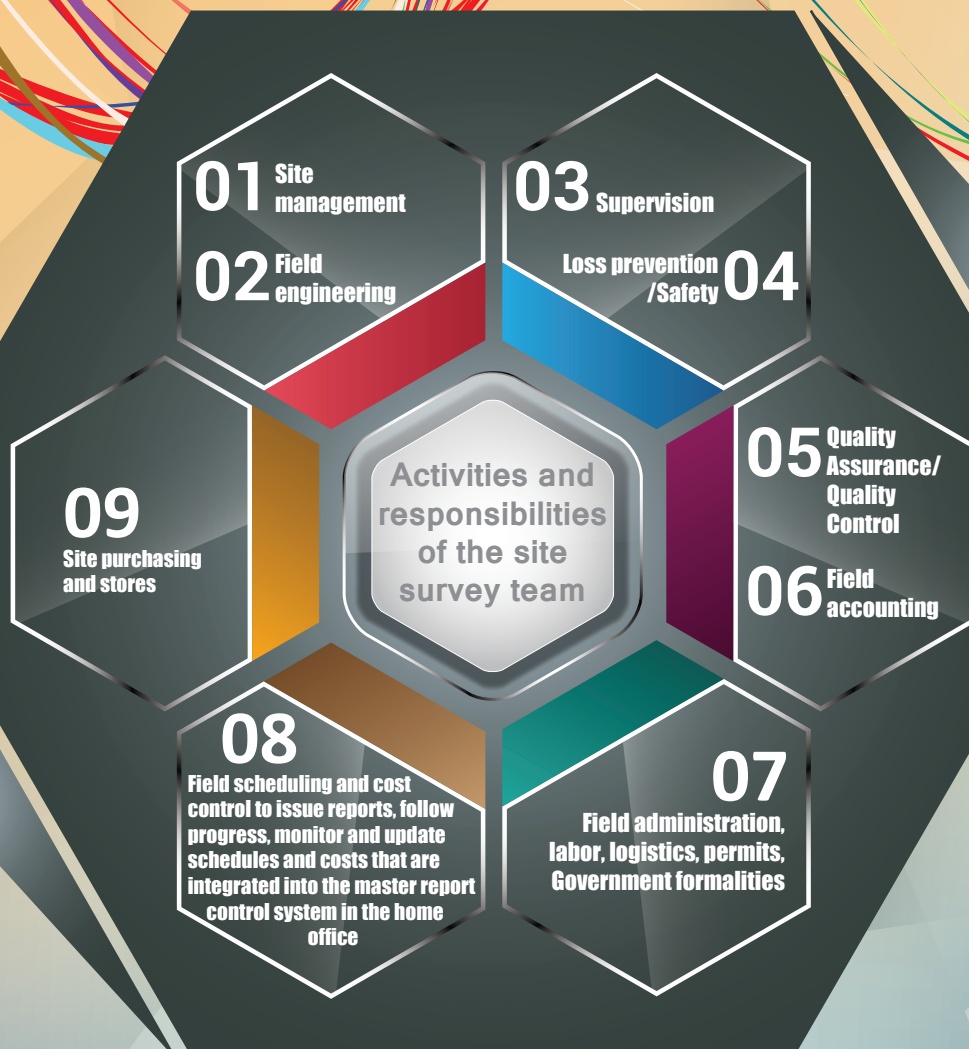 01 Site
management
02 Field
engineering
03 Supervision
Loss prevention
/Safety 04
05 Quality
Assurance/
Quality
Control
06 Field
accounting
07
Field administration,
labor, logistics, permits,
Government formalities
08
Field scheduling and cost
control to issue reports, follow
progress, monitor and update
schedules and costs that are
integrated into the master report
control system in the home
office
09
Site purchasing
and stores
Activities and
responsibilities
of the site
survey team